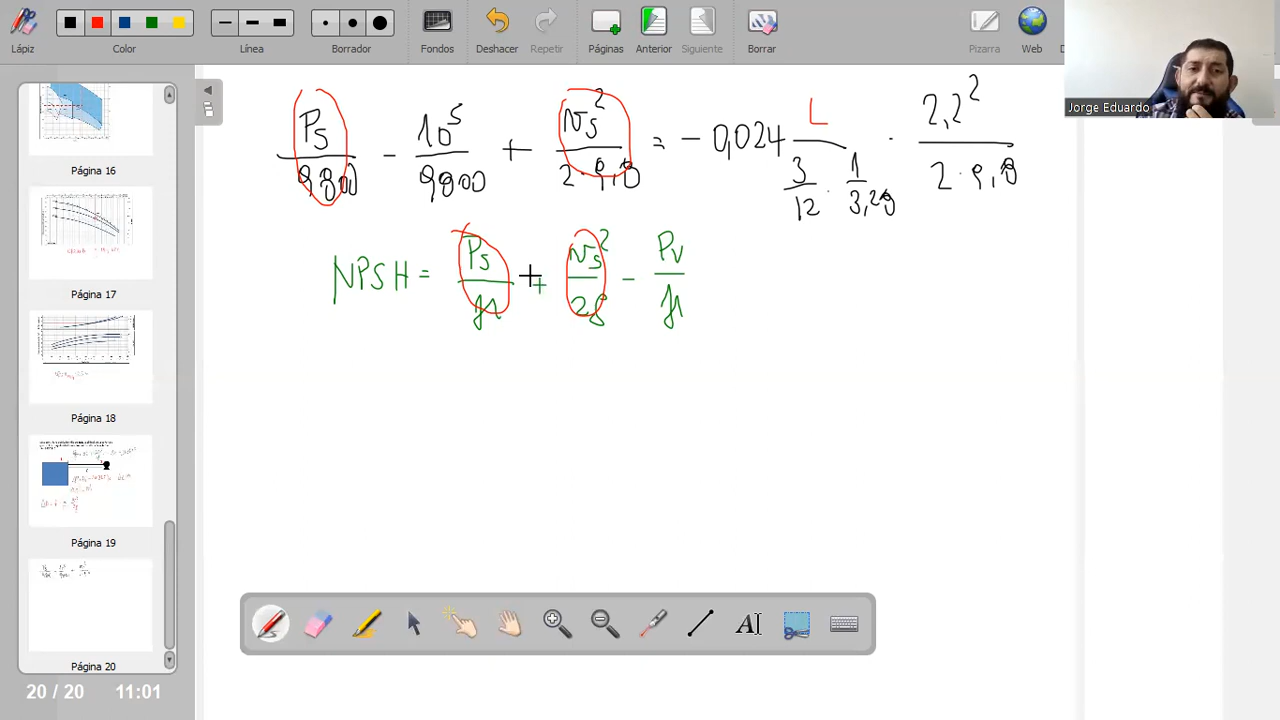 Lápiz Color Línea Borrador Fondos Deshacer Repetir Páginas Anterior Siguiente Borrar Pizarra Web
Jorge Eduardo
Ps/9800 - 10^5/9800 + Vs^2/2·9,8 = -0,024 L/(3/12 · 1/3,28) · 2,2^2/2·9,8
NPSH = Ps/γ + Vs^2/2g - Pv/γ
Página 16
Página 17
Página 18
Página 19
Página 20
AI
20 / 20 11:01